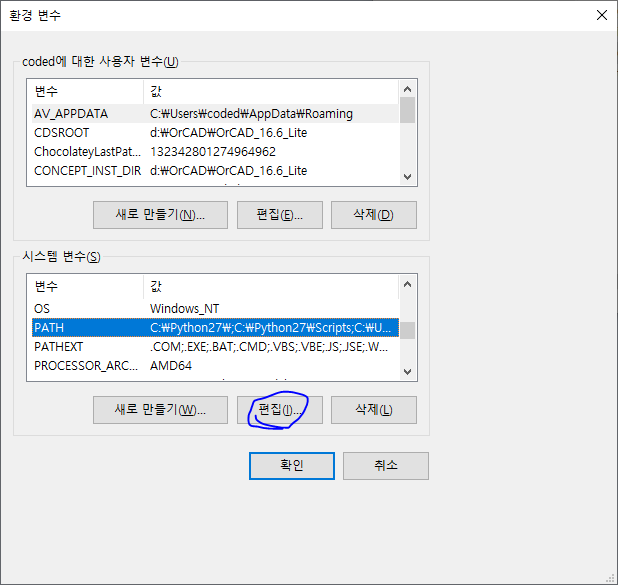 환경 변수
coded에 대한 사용자 변수(U)
변수 값
AV_APPDATA C:₩Users₩coded₩AppData₩Roaming
CDSROOT d:₩OrCAD₩OrCAD_16.6_Lite
ChocolateyLastPat... 132342801274964962
CONCEPT_INST_DIR d:₩OrCAD₩OrCAD_16.6_Lite
새로 만들기(N)... 편집(E)... 삭제(D)
시스템 변수(S)
변수 값
OS Windows_NT
PATH C:₩Python27₩;C:₩Python27₩Scripts;C:₩U...
PATHEXT .COM;.EXE;.BAT;.CMD;.VBS;.VBE;.JS;.JSE;.W...
PROCESSOR_ARC... AMD64
새로 만들기(W)... 편집(I)... 삭제(L)
확인 취소